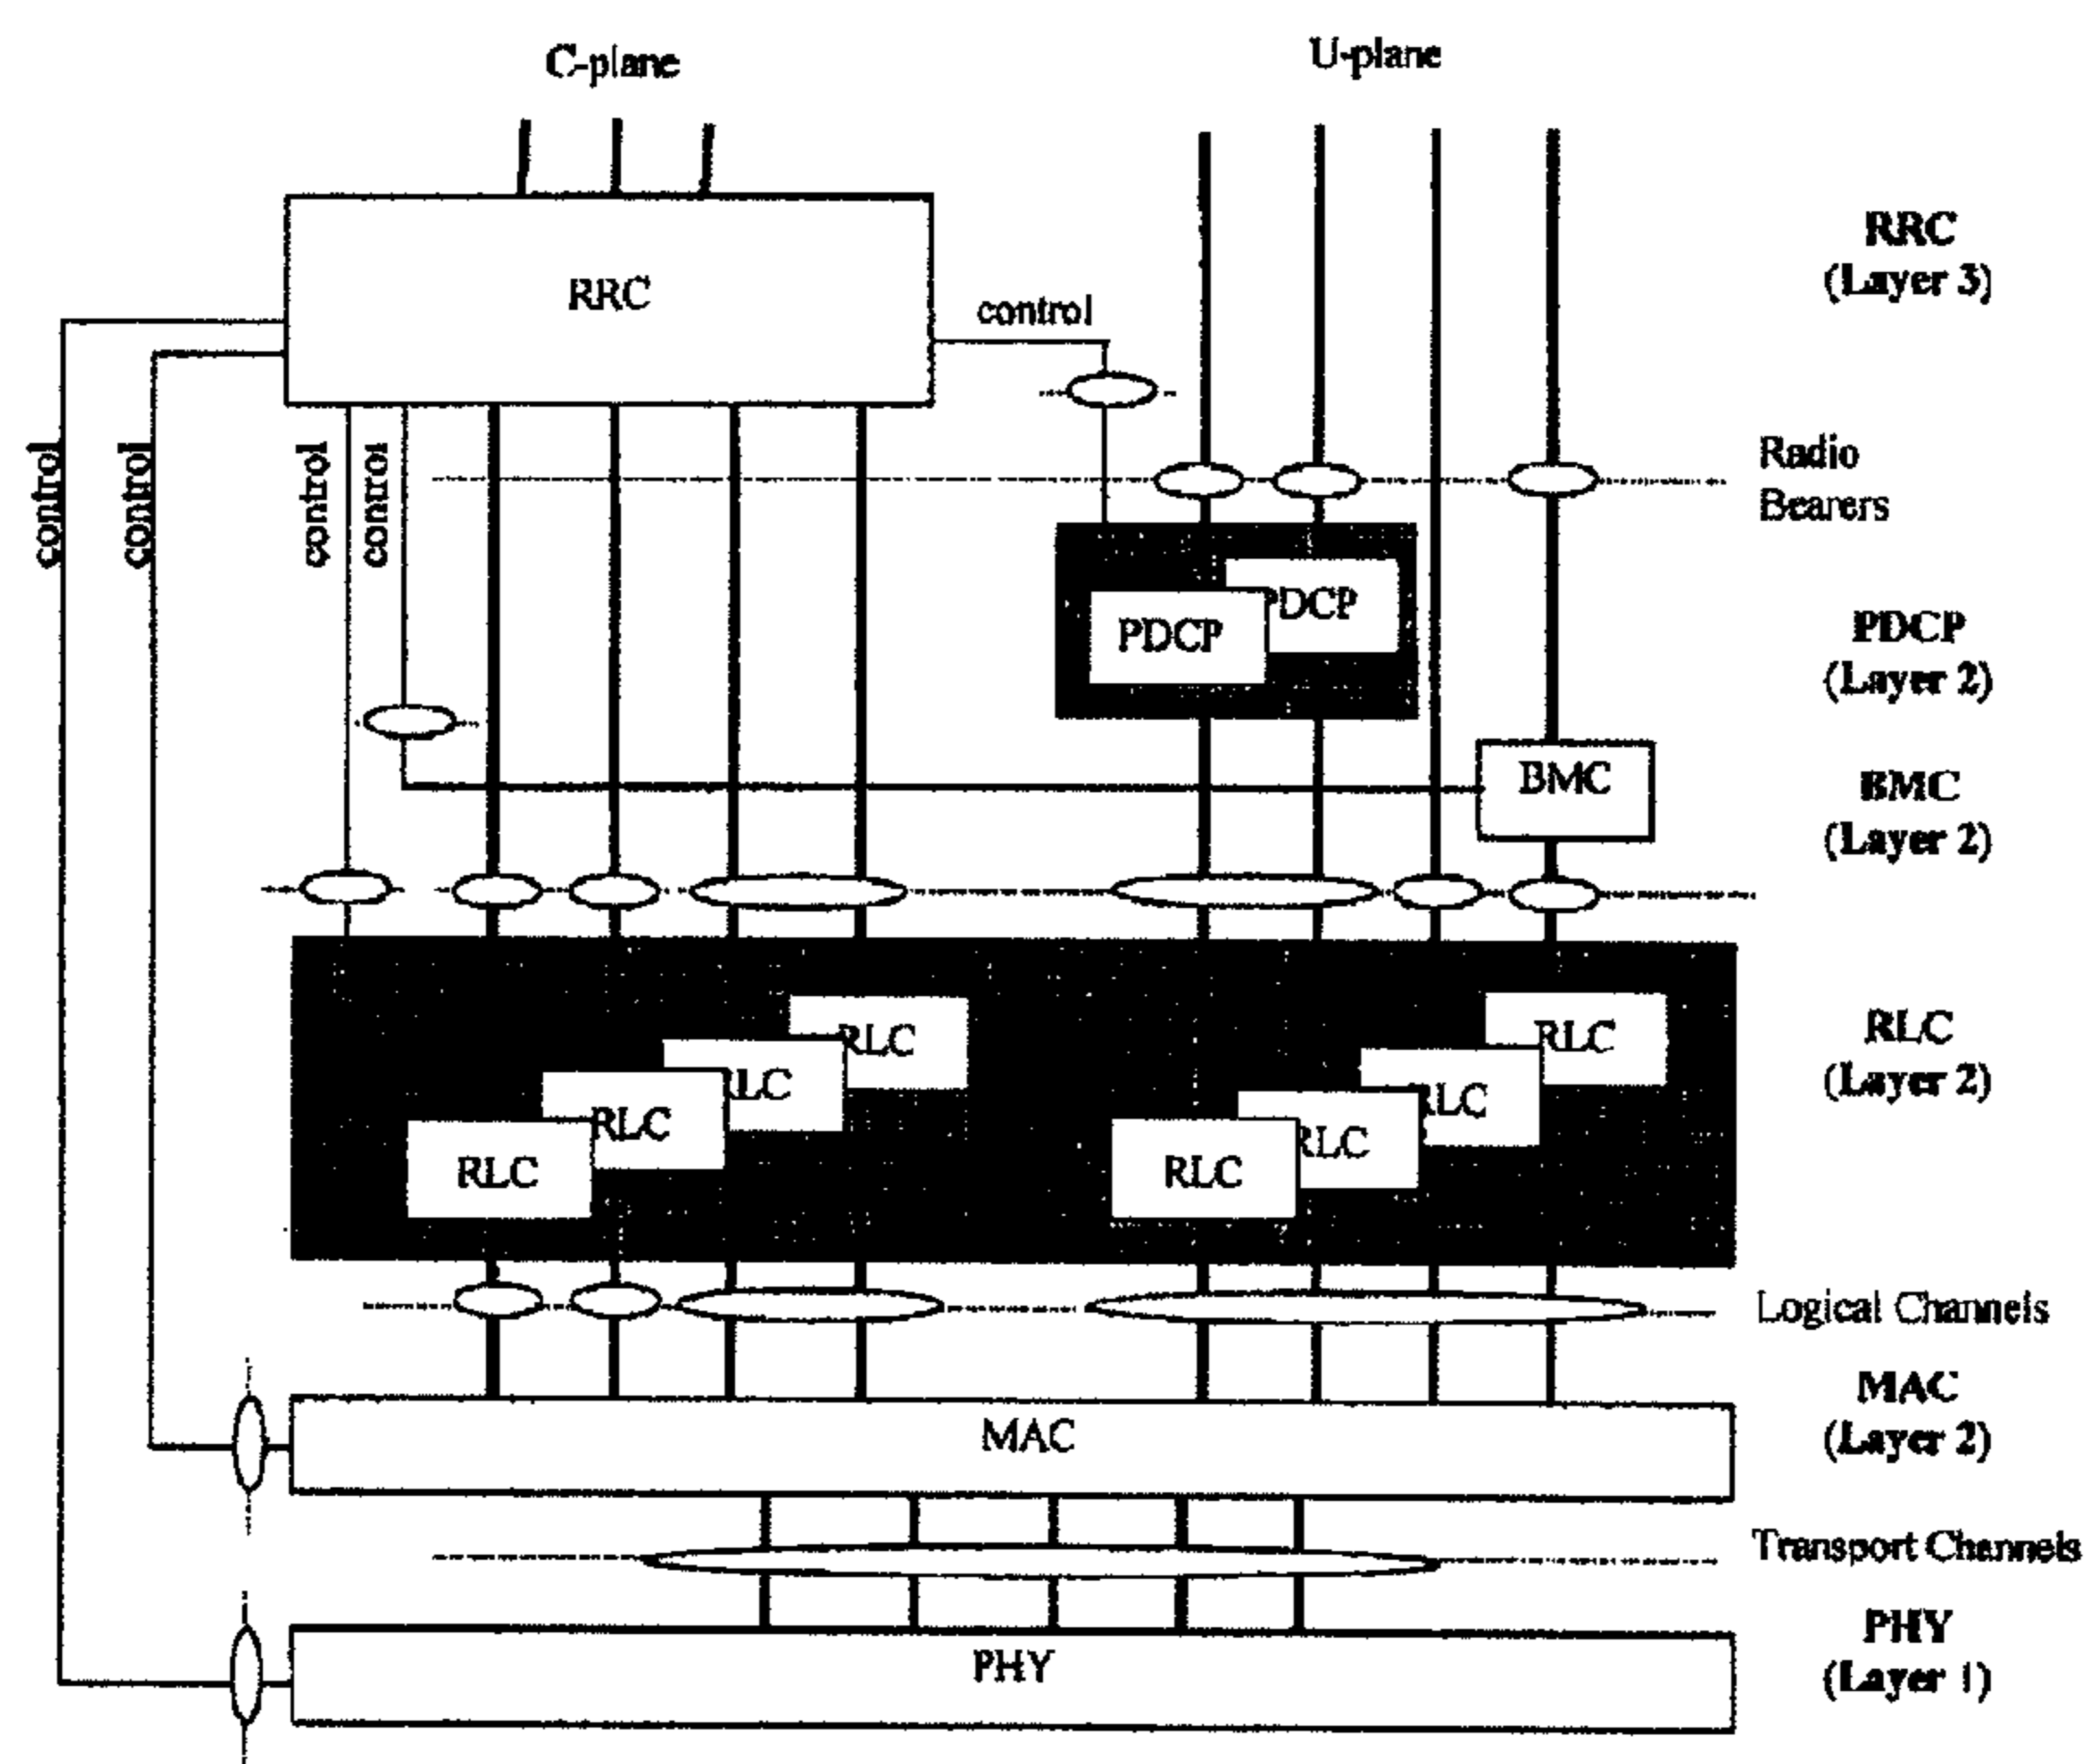 C-plane
U-plane
RRC
RRC
(Layer 3)
control
control
control
control
control
Radio
Bearers
PDCP
PDCP
PDCP
(Layer 2)
BMC
BMC
(Layer 2)
RLC
RLC
RLC
RLC
RLC
RLC
RLC
RLC
RLC
(Layer 2)
Logical Channels
MAC
MAC
(Layer 2)
Transport Channels
PHY
PHY
(Layer 1)